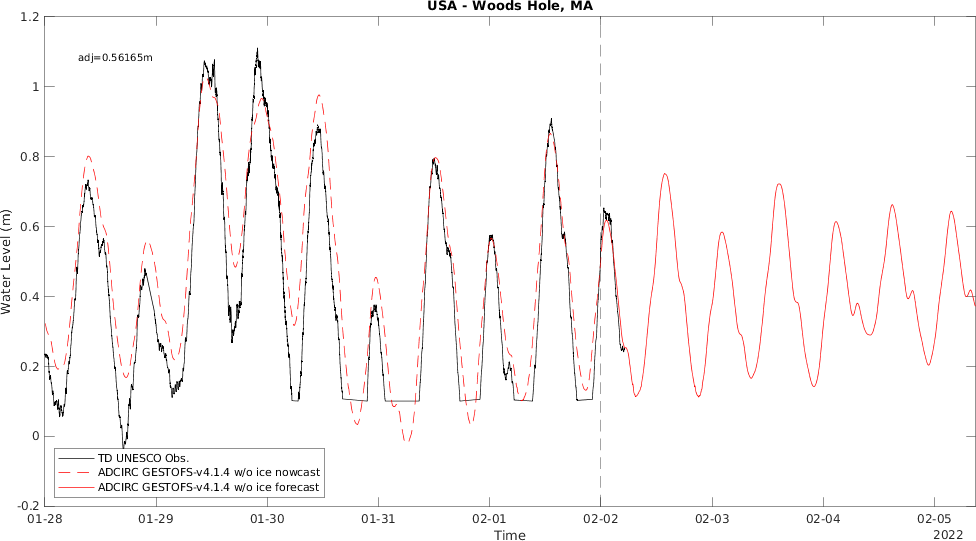 USA - Woods Hole, MA
adj=0.56165m
Water Level (m)
1.2
1
0.8
0.6
0.4
0.2
0
-0.2
TD UNESCO Obs.
ADCIRC GESTOFS-v4.1.4 w/o ice nowcast
ADCIRC GESTOFS-v4.1.4 w/o ice forecast
01-28 01-29 01-30 01-31 02-01 02-02 02-03 02-04 02-05
Time
2022